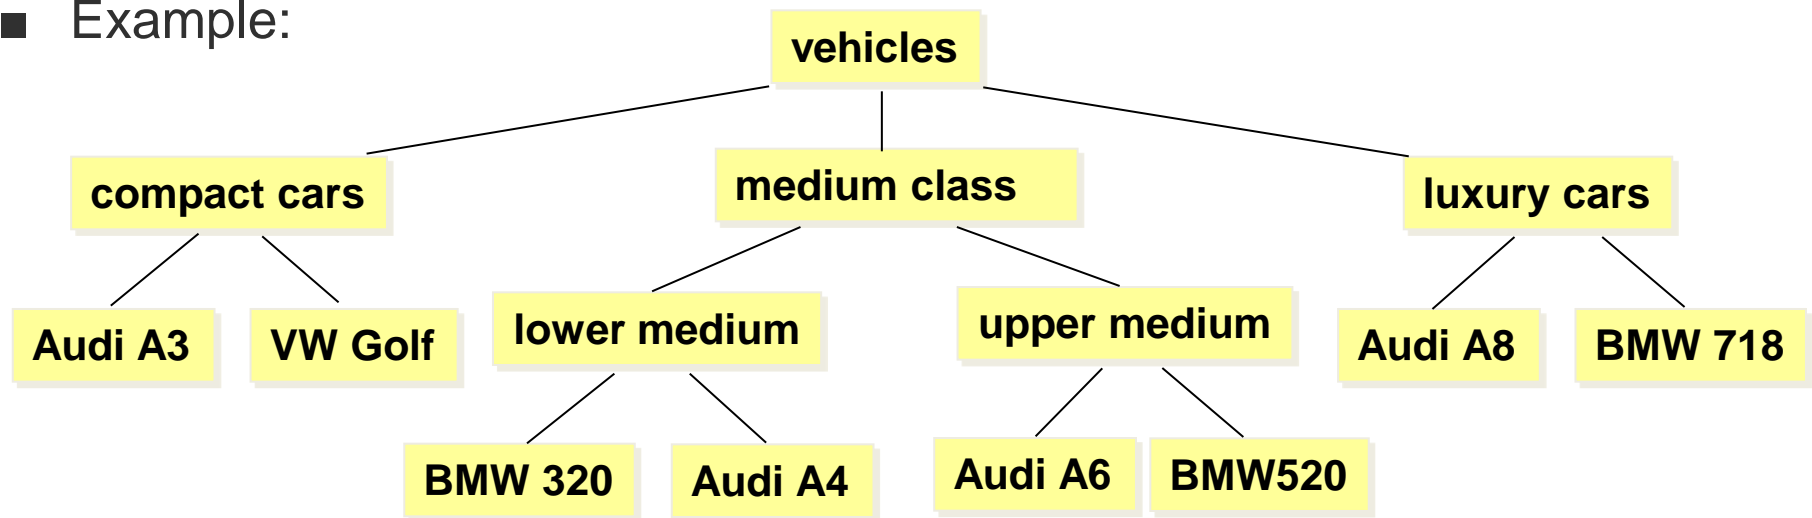 ■ Example:
vehicles
compact cars
medium class
luxury cars
Audi A3
VW Golf
lower medium
upper medium
Audi A8
BMW 718
BMW 320
Audi A4
Audi A6
BMW520